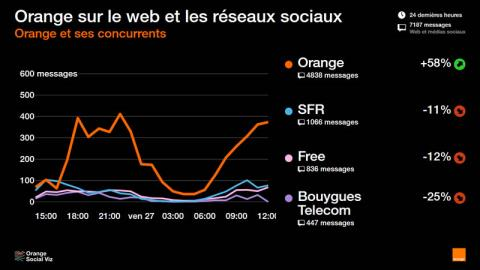 Orange sur le web et les réseaux sociaux
Orange et ses concurrents
24 dernières heures
7187 messages
Web et médias sociaux
600 messages
500
400
300
200
100
0
15:00 18:00 21:00 ven 27 03:00 06:00 09:00 12:00
Orange
4838 messages
+58%
SFR
1066 messages
-11%
Free
836 messages
-12%
Bouygues
Telecom
447 messages
-25%
Orange
Social Viz